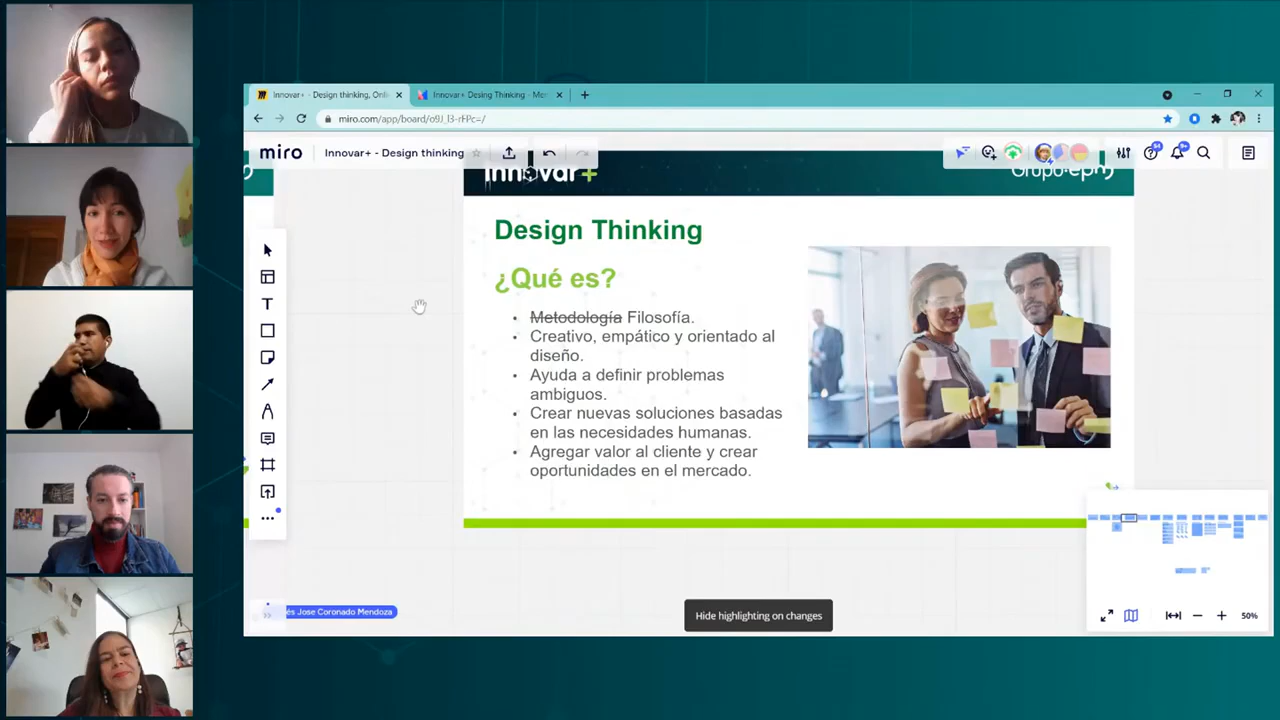 Innovar+ - Design thinking, Onli
Innovar+ Desing Thinking - Me
miro.com/app/board/o9J_l3-rFPc=/
miro
Innovar+ - Design thinking
innovar+
Grupo·epm
Design Thinking
¿Qué es?
• Metodología Filosofía.
• Creativo, empático y orientado al
diseño.
• Ayuda a definir problemas
ambiguos.
• Crear nuevas soluciones basadas
en las necesidades humanas.
• Agregar valor al cliente y crear
oportunidades en el mercado.
és Jose Coronado Mendoza
Hide highlighting on changes
50%